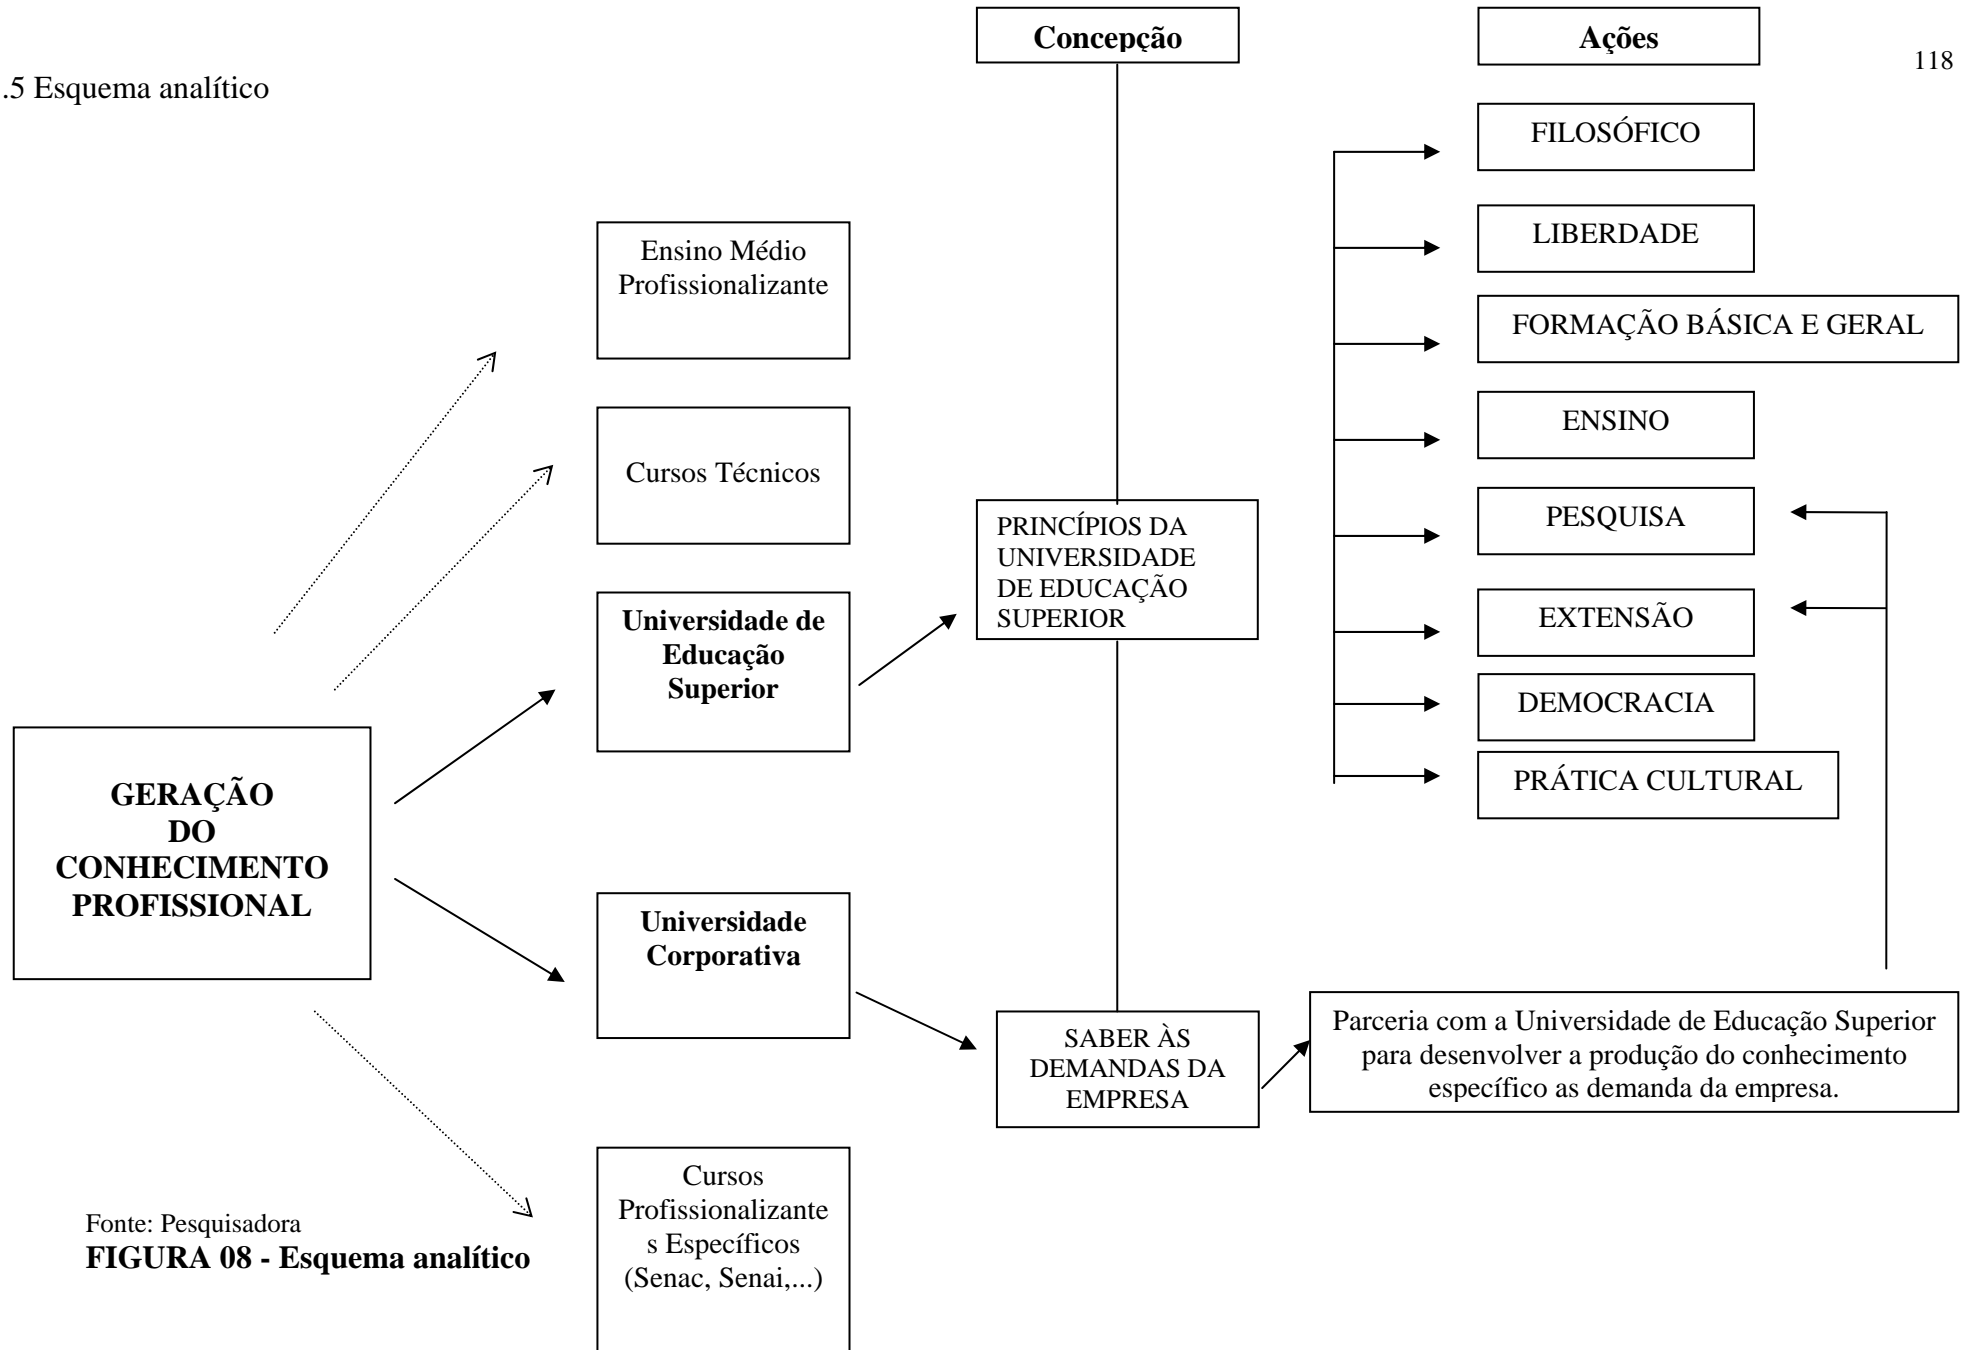 Concepção
Ações
118
.5 Esquema analítico
FILOSÓFICO
LIBERDADE
FORMAÇÃO BÁSICA E GERAL
ENSINO
PESQUISA
EXTENSÃO
DEMOCRACIA
PRÁTICA CULTURAL
Ensino Médio
Profissionalizante
Cursos Técnicos
Universidade de
Educação
Superior
PRINCÍPIOS DA
UNIVERSIDADE
DE EDUCAÇÃO
SUPERIOR
GERAÇÃO
DO
CONHECIMENTO
PROFISSIONAL
Universidade
Corporativa
SABER ÀS
DEMANDAS DA
EMPRESA
Parceria com a Universidade de Educação Superior
para desenvolver a produção do conhecimento
específico as demanda da empresa.
Cursos
Profissionalizante
s Específicos
(Senac, Senai,...)
Fonte: Pesquisadora
FIGURA 08 - Esquema analítico